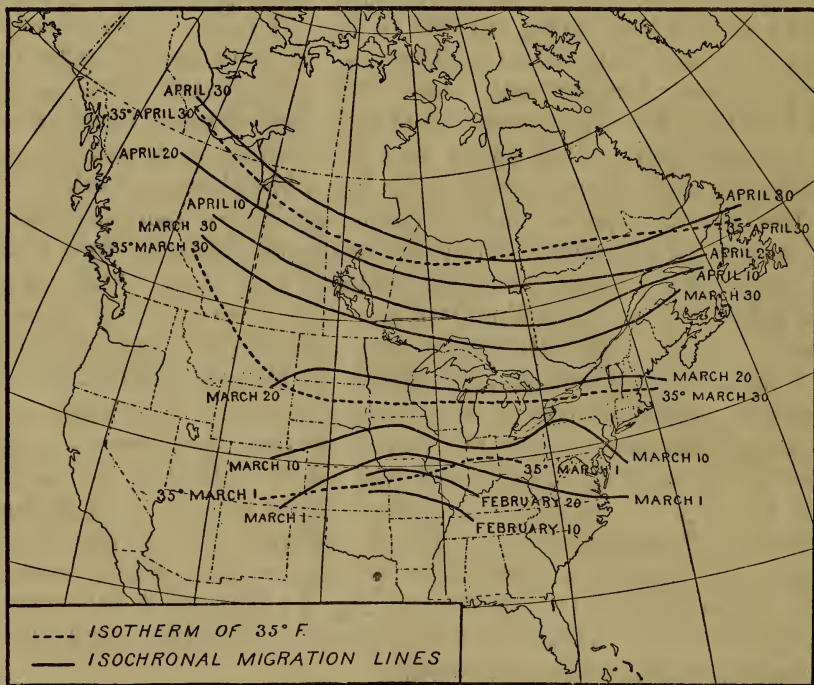 APRIL 30
35° APRIL 30
APRIL 20
APRIL 10
MARCH 30
35° MARCH 30
APRIL 30
35° APRIL 30
APRIL 2
APRIL 10
MARCH 30
MARCH 20
MARCH 20
35° MARCH 30
MARCH 10
35° MARCH 1
MARCH 10
35° MARCH 1
MARCH 1
FEBRUARY 20
MARCH 1
FEBRUARY 10
ISOTHERM OF 35° F.
ISOCHRONAL MIGRATION LINES